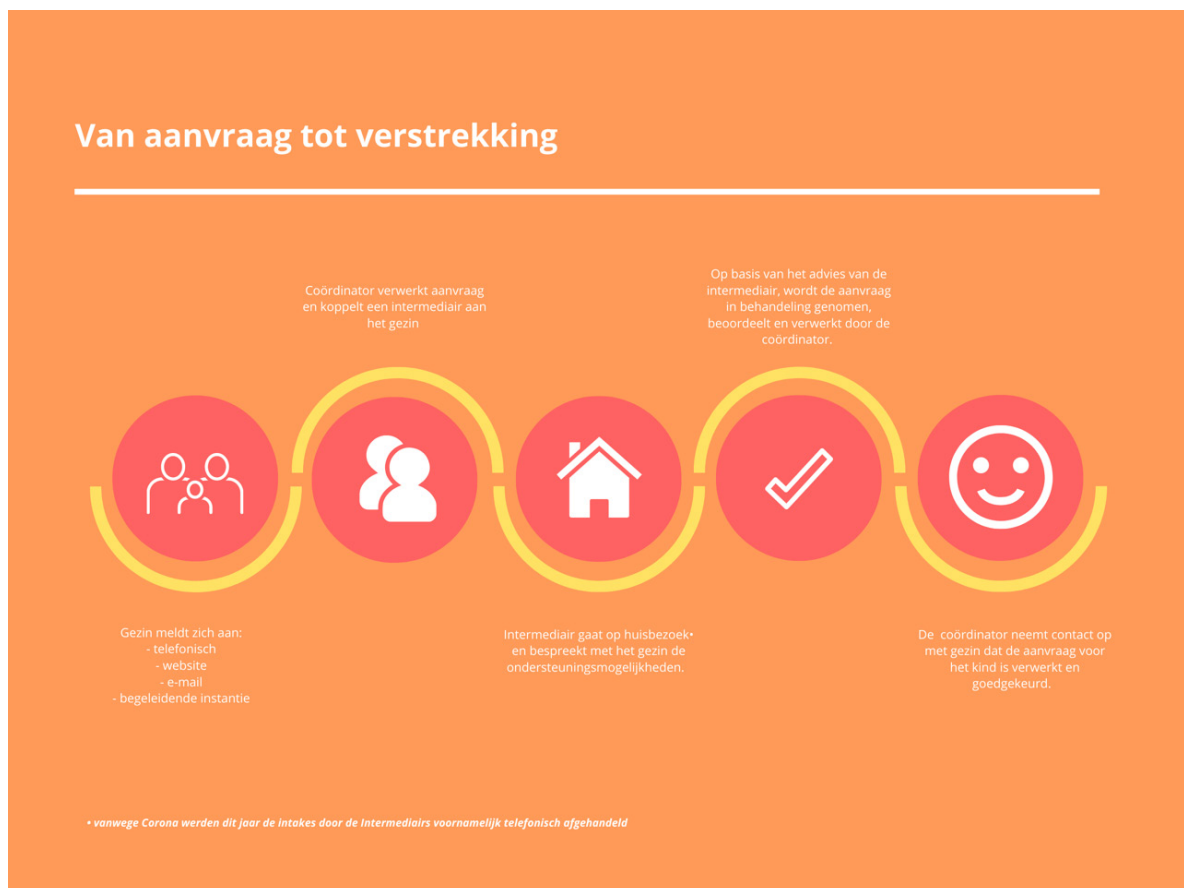 Van aanvraag tot verstrekking
Gezin meldt zich aan:
- telefonisch
- website
- e-mail
- begeleidende instantie
Coördinator verwerkt aanvraag
en koppelt een intermediair aan
het gezin
Intermediair gaat op huisbezoek•
en bespreekt met het gezin de
ondersteuningsmogelijkheden.
Op basis van het advies van de
intermediair, wordt de aanvraag
in behandeling genomen,
beoordeelt en verwerkt door de
coördinator.
De coördinator neemt contact op
met gezin dat de aanvraag voor
het kind is verwerkt en
goedgekeurd.
• vanwege Corona werden dit jaar de intakes door de Intermediairs voornamelijk telefonisch afgehandeld